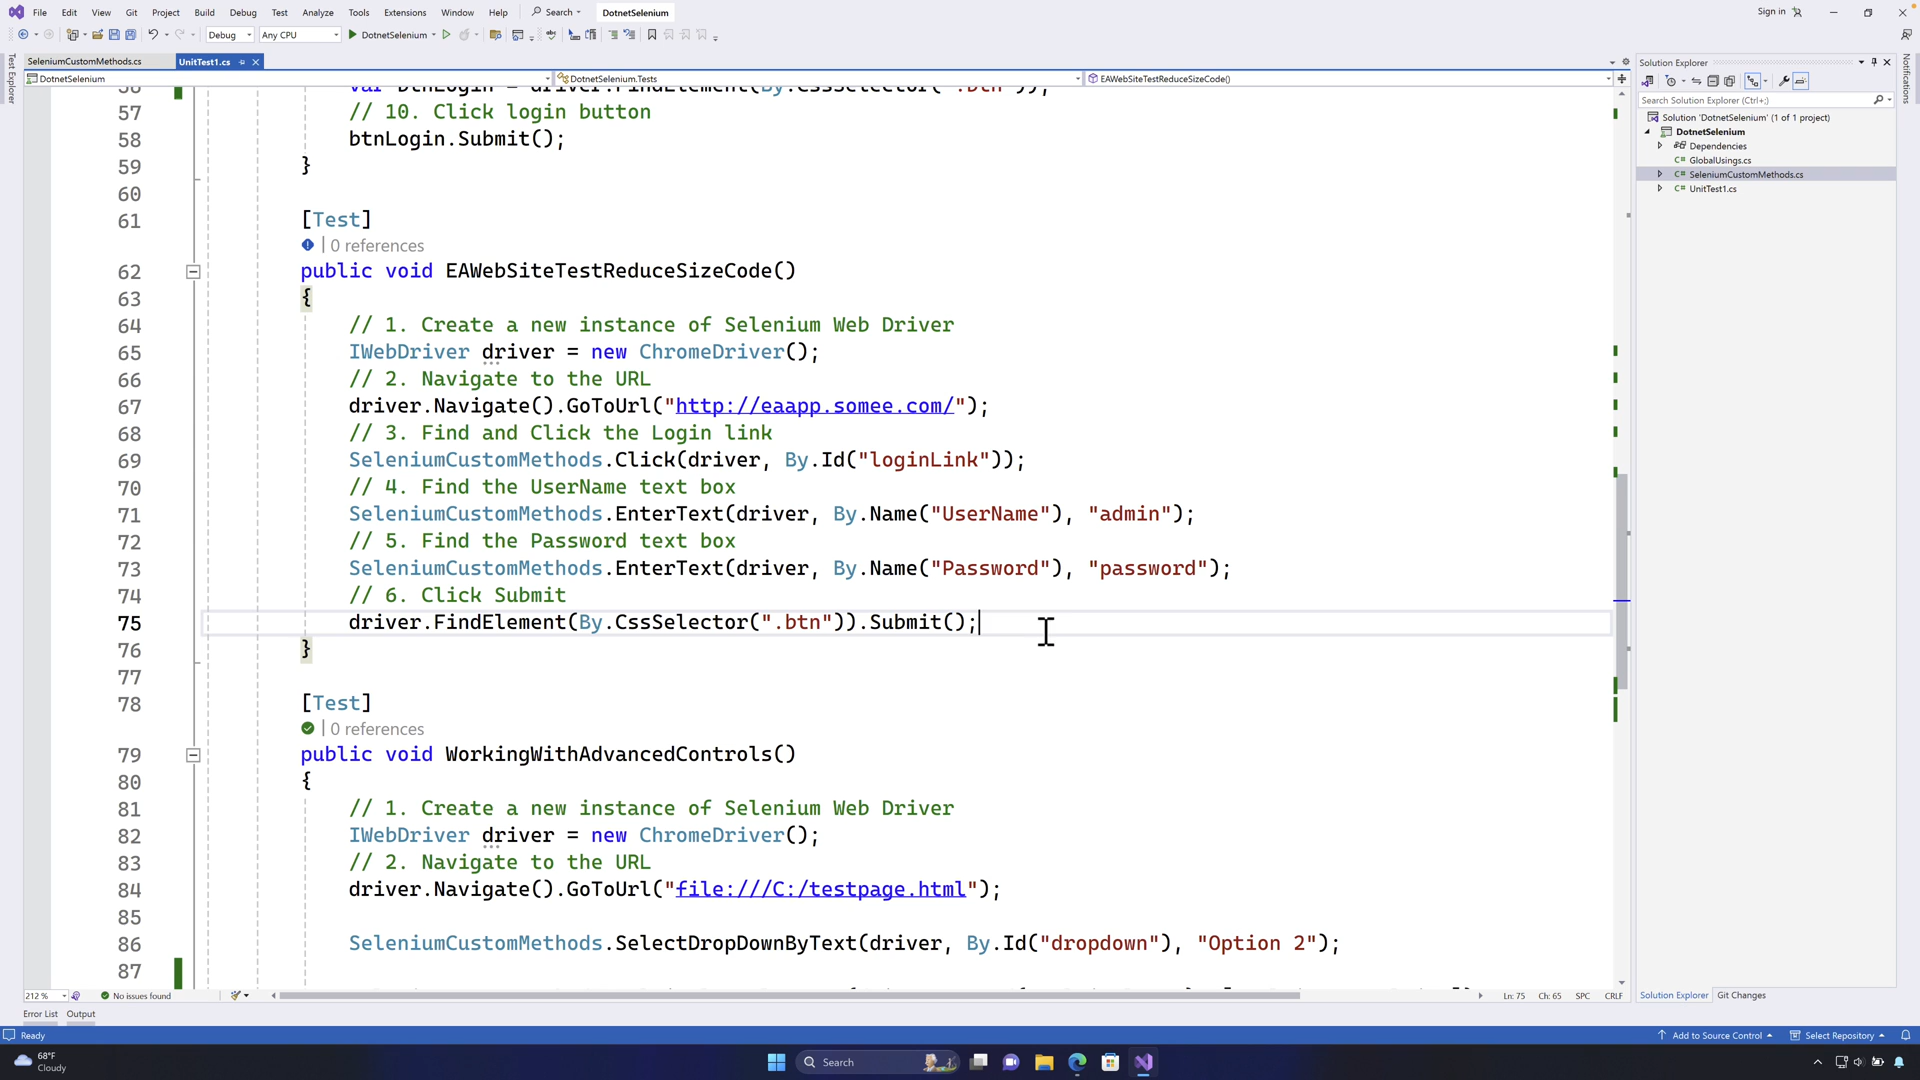 File Edit View Git Project Build Debug Test Analyze Tools Extensions Window Help Search DotnetSelenium Sign in
Debug Any CPU DotnetSelenium
SeleniumCustomMethods.cs UnitTest1.cs
DotnetSelenium DotnetSelenium.Tests EAWebSiteTestReduceSizeCode()
Test Explorer
56 var btnLogin = driver.FindElement(By.CssSelector(".btn"));
57 // 10. Click login button
58 btnLogin.Submit();
59 }
60
61 [Test]
0 references
62 public void EAWebSiteTestReduceSizeCode()
63 {
64 // 1. Create a new instance of Selenium Web Driver
65 IWebDriver driver = new ChromeDriver();
66 // 2. Navigate to the URL
67 driver.Navigate().GoToUrl("http://eaapp.somee.com/");
68 // 3. Find and Click the Login link
69 SeleniumCustomMethods.Click(driver, By.Id("loginLink"));
70 // 4. Find the UserName text box
71 SeleniumCustomMethods.EnterText(driver, By.Name("UserName"), "admin");
72 // 5. Find the Password text box
73 SeleniumCustomMethods.EnterText(driver, By.Name("Password"), "password");
74 // 6. Click Submit
75 driver.FindElement(By.CssSelector(".btn")).Submit();
76 }
77
78 [Test]
0 references
79 public void WorkingWithAdvancedControls()
80 {
81 // 1. Create a new instance of Selenium Web Driver
82 IWebDriver driver = new ChromeDriver();
83 // 2. Navigate to the URL
84 driver.Navigate().GoToUrl("file:///C:/testpage.html");
85
86 SeleniumCustomMethods.SelectDropDownByText(driver, By.Id("dropdown"), "Option 2");
87
212 % No issues found Ln: 75 Ch: 65 SPC CRLF
Solution Explorer
Search Solution Explorer (Ctrl+;)
Solution 'DotnetSelenium' (1 of 1 project)
DotnetSelenium
Dependencies
C# GlobalUsings.cs
C# SeleniumCustomMethods.cs
C# UnitTest1.cs
Solution Explorer Git Changes
Notifications
Error List Output
Ready Add to Source Control Select Repository
68°F
Cloudy
Search